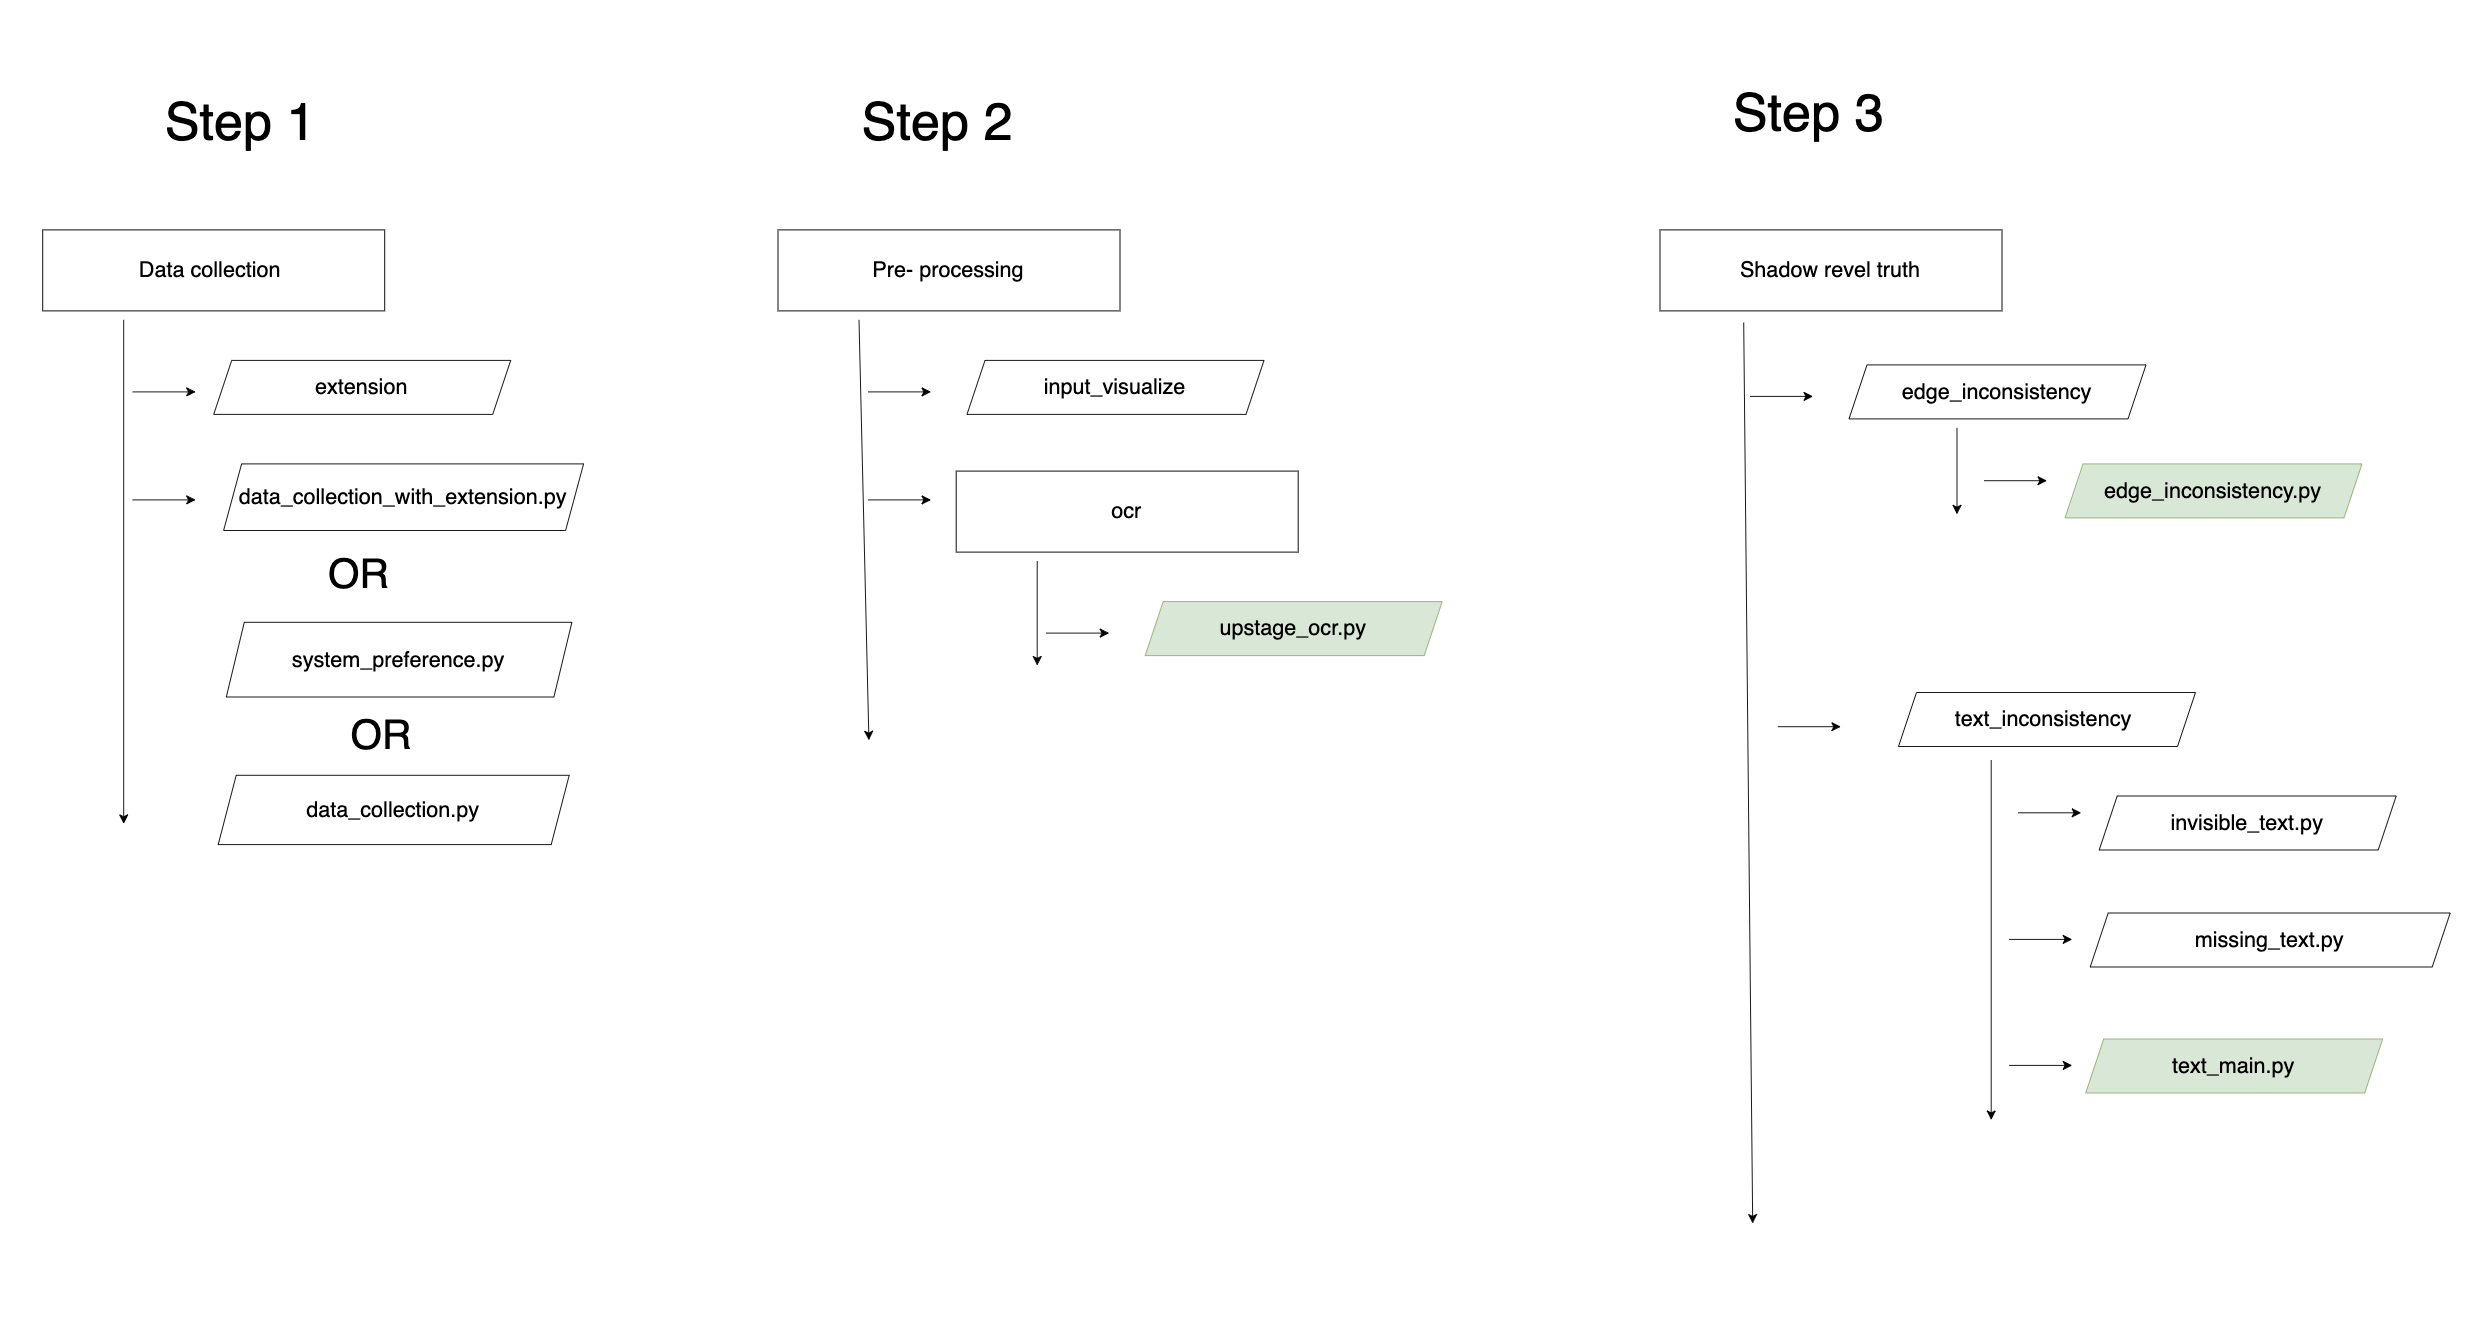 Step 1
Data collection
extension
data_collection_with_extension.py
OR
system_preference.py
OR
data_collection.py
Step 2
Pre- processing
input_visualize
ocr
upstage_ocr.py
Step 3
Shadow revel truth
edge_inconsistency
edge_inconsistency.py
text_inconsistency
invisible_text.py
missing_text.py
text_main.py